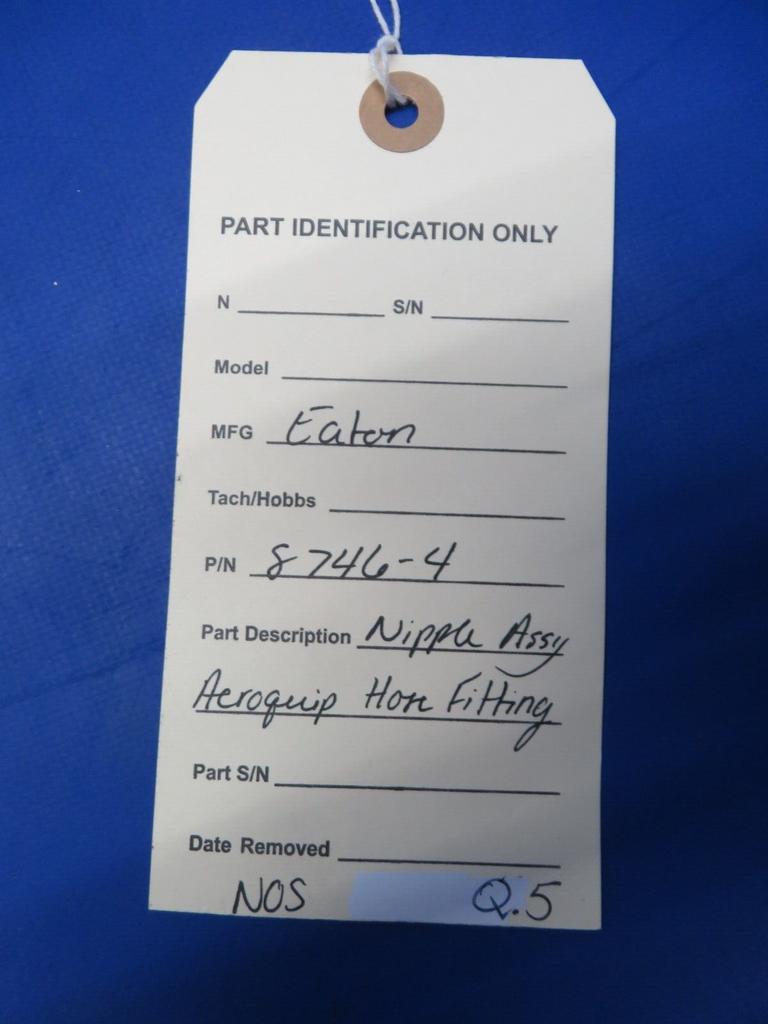 PART IDENTIFICATION ONLY
N S/N
Model
MFG Eaton
Tach/Hobbs
P/N 8746-4
Part Description Nipple Assy
Aeroquip Hose Fitting
Part S/N
Date Removed
NOS Q.5